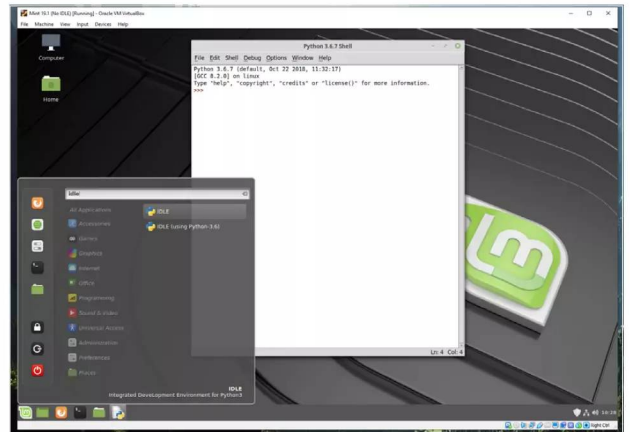 Mint 19.1 (No IDLE) [Running] - Oracle VM VirtualBox
File Machine View Input Devices Help
Computer
Home
Python 3.6.7 Shell
File Edit Shell Debug Options Window Help
Python 3.6.7 (default, Oct 22 2018, 11:32:17)
[GCC 8.2.0] on linux
Type "help", "copyright", "credits" or "license()" for more information.
>>>
Ln: 4 Col: 4
idle
All Applications
Accessories
Games
Graphics
Internet
Office
Programming
Sound & Video
Universal Access
Administration
Preferences
Places
IDLE
IDLE (using Python-3.6)
IDLE
Integrated DeveLopment Environment for Python3
Right Ctrl